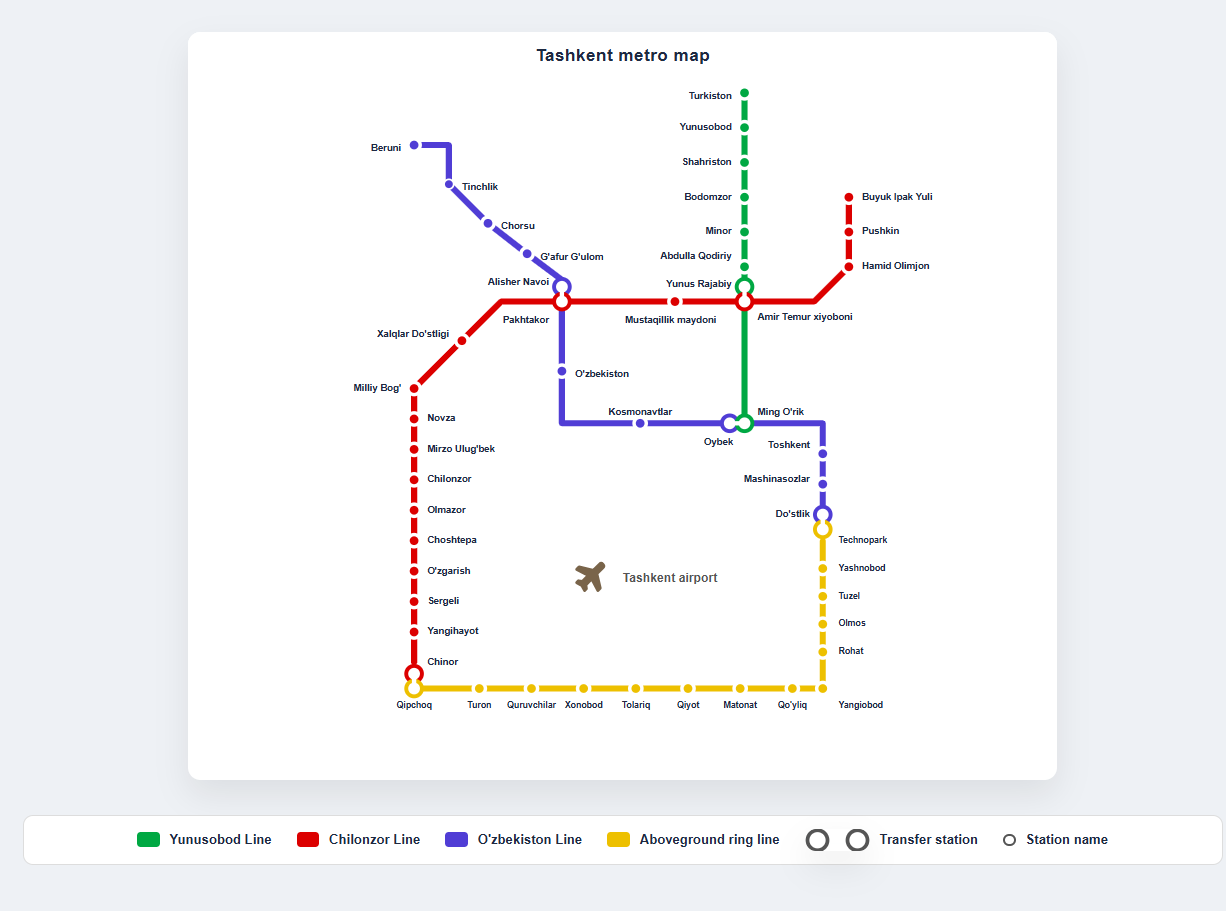 Tashkent metro map
Turkiston
Yunusobod
Beruni
Shahriston
Tinchlik
Bodomzor
Buyuk Ipak Yuli
Chorsu
Minor
Pushkin
G'afur G'ulom
Abdulla Qodiriy
Hamid Olimjon
Alisher Navoi
Yunus Rajabiy
Pakhtakor
Mustaqillik maydoni
Amir Temur xiyoboni
Xalqlar Do'stligi
O'zbekiston
Milliy Bog'
Kosmonavtlar
Ming O'rik
Novza
Oybek
Toshkent
Mirzo Ulug'bek
Chilonzor
Mashinasozlar
Olmazor
Do'stlik
Choshtepa
Technopark
O'zgarish
Yashnobod
Tashkent airport
Sergeli
Tuzel
Yangihayot
Olmos
Chinor
Rohat
Qipchoq
Turon
Quruvchilar
Xonobod
Tolariq
Qiyot
Matonat
Qo'yliq
Yangiobod
Yunusobod Line
Chilonzor Line
O'zbekiston Line
Aboveground ring line
Transfer station
Station name